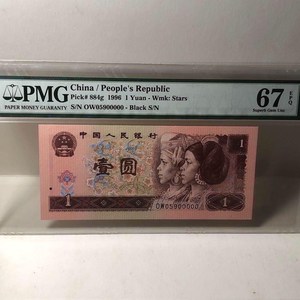 PMG
PAPER MONEY GUARANTY
China / People's Republic
Pick# 884g 1996 1 Yuan - Wmk: Stars
S/N OW05900000 - Black S/N
67 EPQ
Superb Gem Unc
中国人民银行
1
壹圆
1
OW05900000